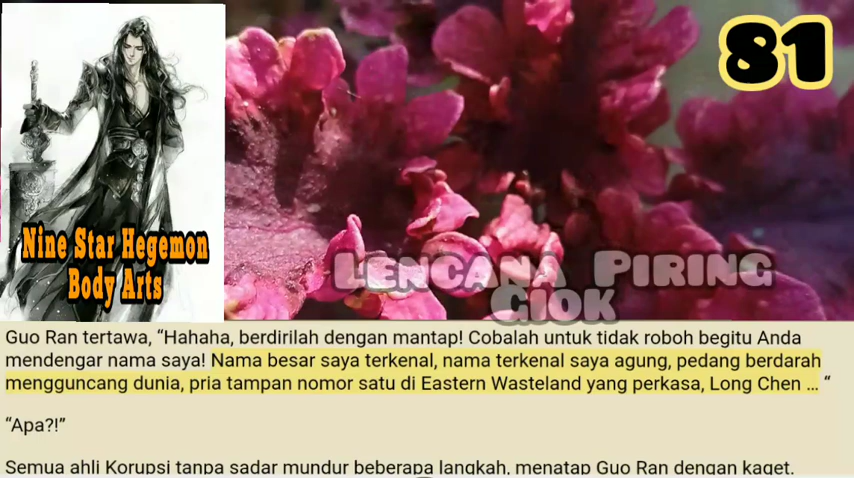 81
Nine Star Hegemon
Body Arts
Lencana Piring
Giok
Guo Ran tertawa, “Hahaha, berdirilah dengan mantap! Cobalah untuk tidak roboh begitu Anda
mendengar nama saya! Nama besar saya terkenal, nama terkenal saya agung, pedang berdarah
mengguncang dunia, pria tampan nomor satu di Eastern Wasteland yang perkasa, Long Chen ... “
“Apa?!”
Semua ahli Korupsi tanpa sadar mundur beberapa langkah, menatap Guo Ran dengan kaget.